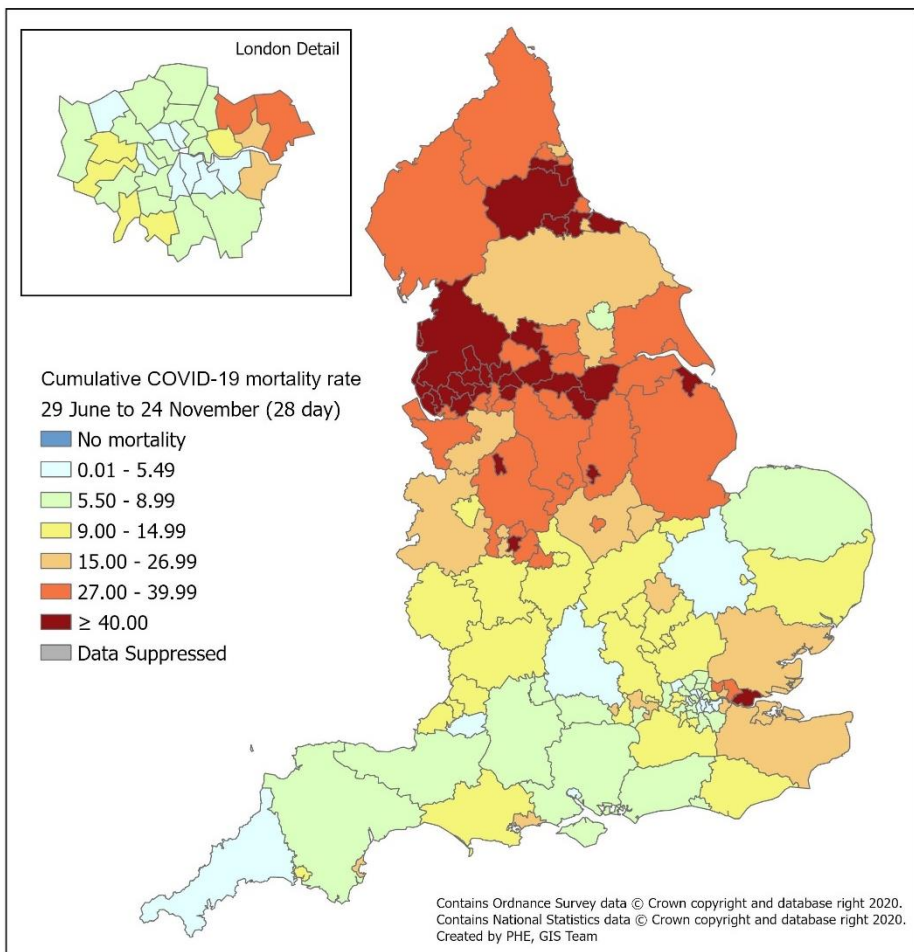 London Detail
Cumulative COVID-19 mortality rate
29 June to 24 November (28 day)
No mortality
0.01 - 5.49
5.50 - 8.99
9.00 - 14.99
15.00 - 26.99
27.00 - 39.99
≥ 40.00
Data Suppressed
Contains Ordnance Survey data © Crown copyright and database right 2020.
Contains National Statistics data © Crown copyright and database right 2020.
Created by PHE, GIS Team